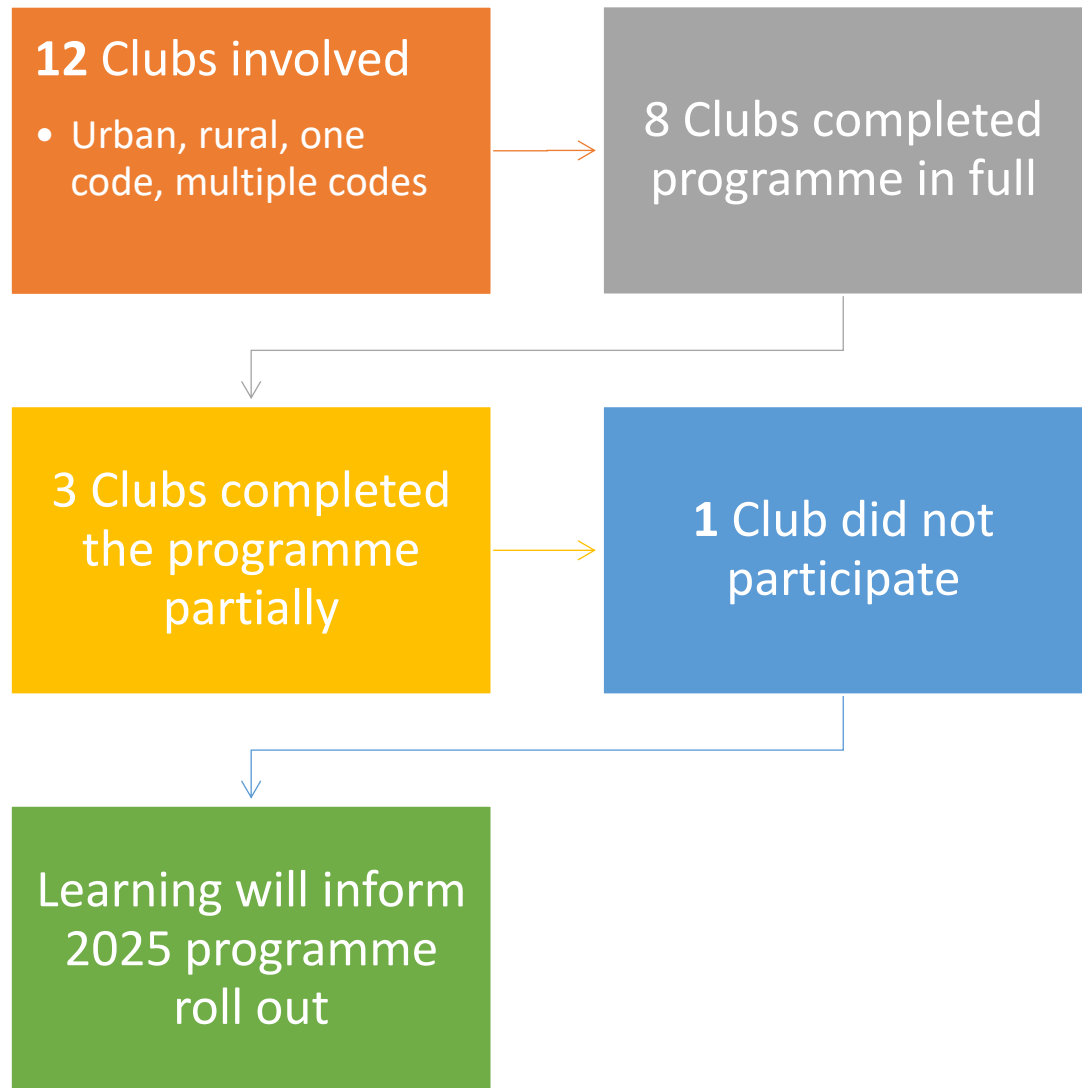 12 Clubs involved
• Urban, rural, one
code, multiple codes
8 Clubs completed
programme in full
3 Clubs completed
the programme
partially
1 Club did not
participate
Learning will inform
2025 programme
roll out